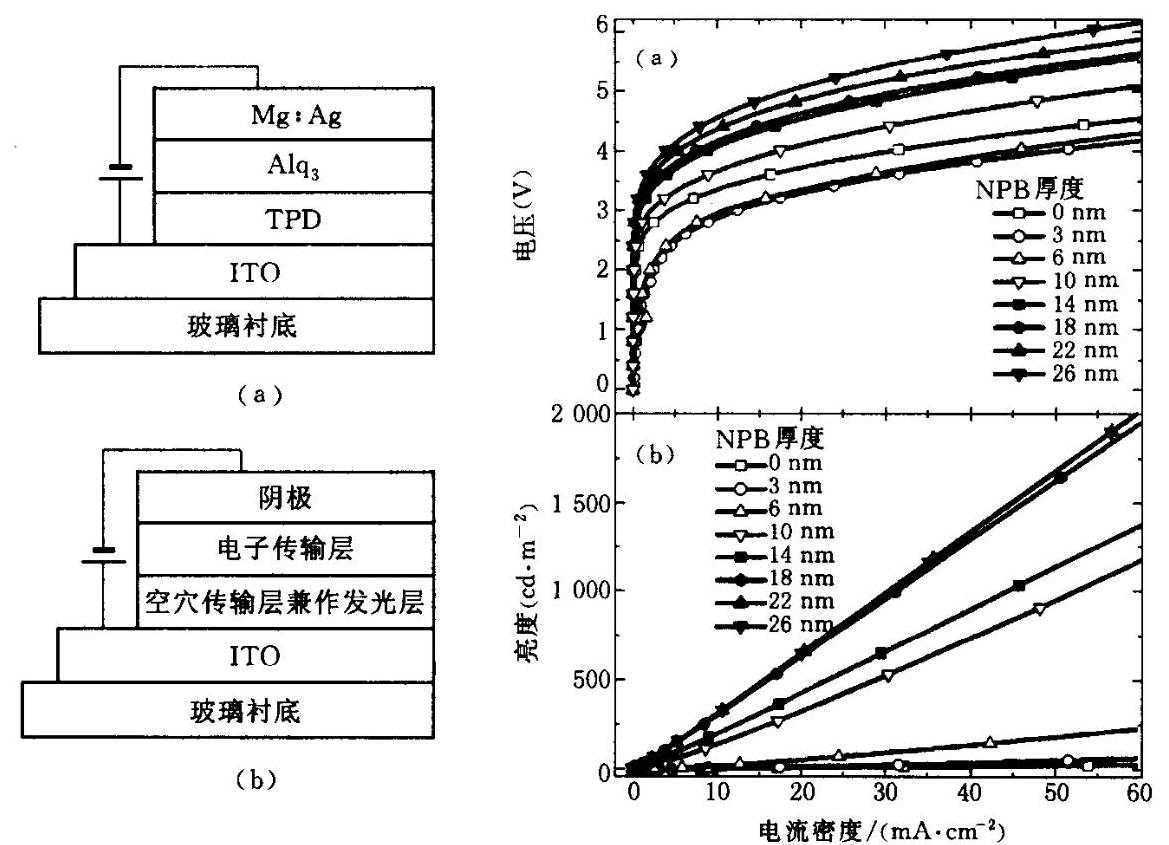 Mg:Ag
Alq3
TPD
ITO
玻璃衬底
(a)
阴极
电子传输层
空穴传输层兼作发光层
ITO
玻璃衬底
(b)
(a)
6
5
4
3
2
1
0
电压(V)
NPB厚度
0 nm
3 nm
6 nm
10 nm
14 nm
18 nm
22 nm
26 nm
(b)
2 000
1 500
1 000
500
0
亮度(cd·m⁻²)
NPB厚度
0 nm
3 nm
6 nm
10 nm
14 nm
18 nm
22 nm
26 nm
0 10 20 30 40 50 60
电流密度/(mA·cm⁻²)